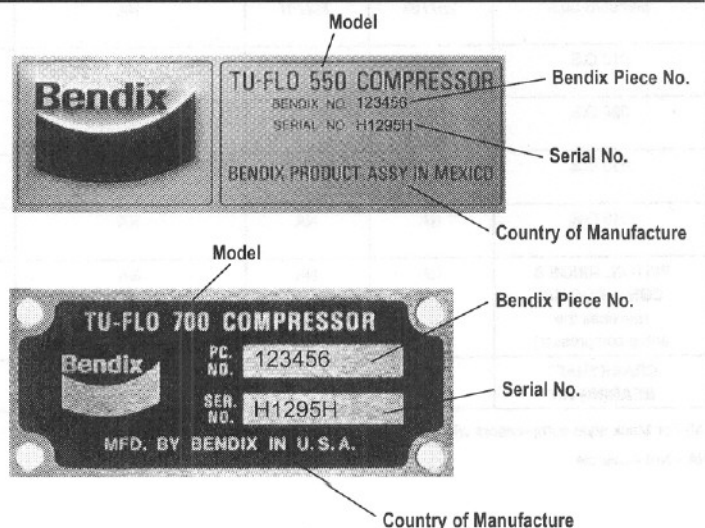 Model
Bendix
TU-FLO 550 COMPRESSOR
BENDIX NO. 123456
SERIAL NO. H1295H
BENDIX PRODUCT ASSY IN MEXICO
Bendix Piece No.
Serial No.
Country of Manufacture
Model
TU-FLO 700 COMPRESSOR
Bendix
PC. NO. 123456
SER. NO. H1295H
MFD. BY BENDIX IN U.S.A.
Bendix Piece No.
Serial No.
Country of Manufacture